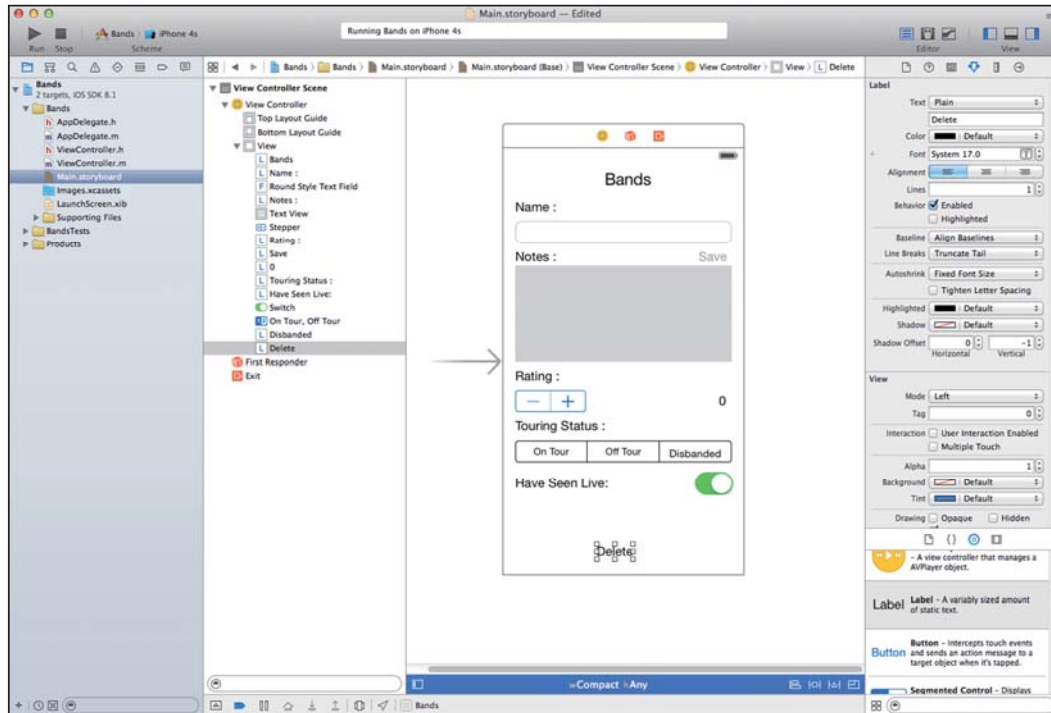 Main.storyboard — Edited
Running Bands on iPhone 4s
Bands iPhone 4s
Run Stop Scheme Editor View
Bands Bands Main.storyboard Main.storyboard (Base) View Controller Scene View Controller View L Delete
Bands
2 targets, iOS SDK 8.1
Bands
h AppDelegate.h
m AppDelegate.m
h ViewController.h
m ViewController.m
Main.storyboard
Images.xcassets
LaunchScreen.xib
Supporting Files
BandsTests
Products
View Controller Scene
View Controller
Top Layout Guide
Bottom Layout Guide
View
L Bands
L Name :
F Round Style Text Field
L Notes :
Text View
Stepper
L Rating :
L Save
L 0
L Touring Status :
L Have Seen Live:
Switch
1 2 On Tour, Off Tour
L Disbanded
L Delete
First Responder
Exit
Bands
Name :
Notes : Save
Rating :
− + 0
Touring Status :
On Tour Off Tour Disbanded
Have Seen Live:
Delete
wCompact hAny
Bands
Label
Text Plain
Delete
Color Default
+ Font System 17.0 T
Alignment
Lines 1
Behavior Enabled
Highlighted
Baseline Align Baselines
Line Breaks Truncate Tail
Autoshrink Fixed Font Size
Tighten Letter Spacing
Highlighted Default
Shadow Default
Shadow Offset 0 -1
Horizontal Vertical
View
Mode Left
Tag 0
Interaction User Interaction Enabled
Multiple Touch
Alpha 1
Background Default
Tint Default
Drawing Opaque Hidden
{}
– A view controller that manages a
AVPlayer object.
Label Label – A variably sized amount
of static text.
Button Button – Intercepts touch events
and sends an action message to a
target object when it's tapped.
Segmented Control – Displays